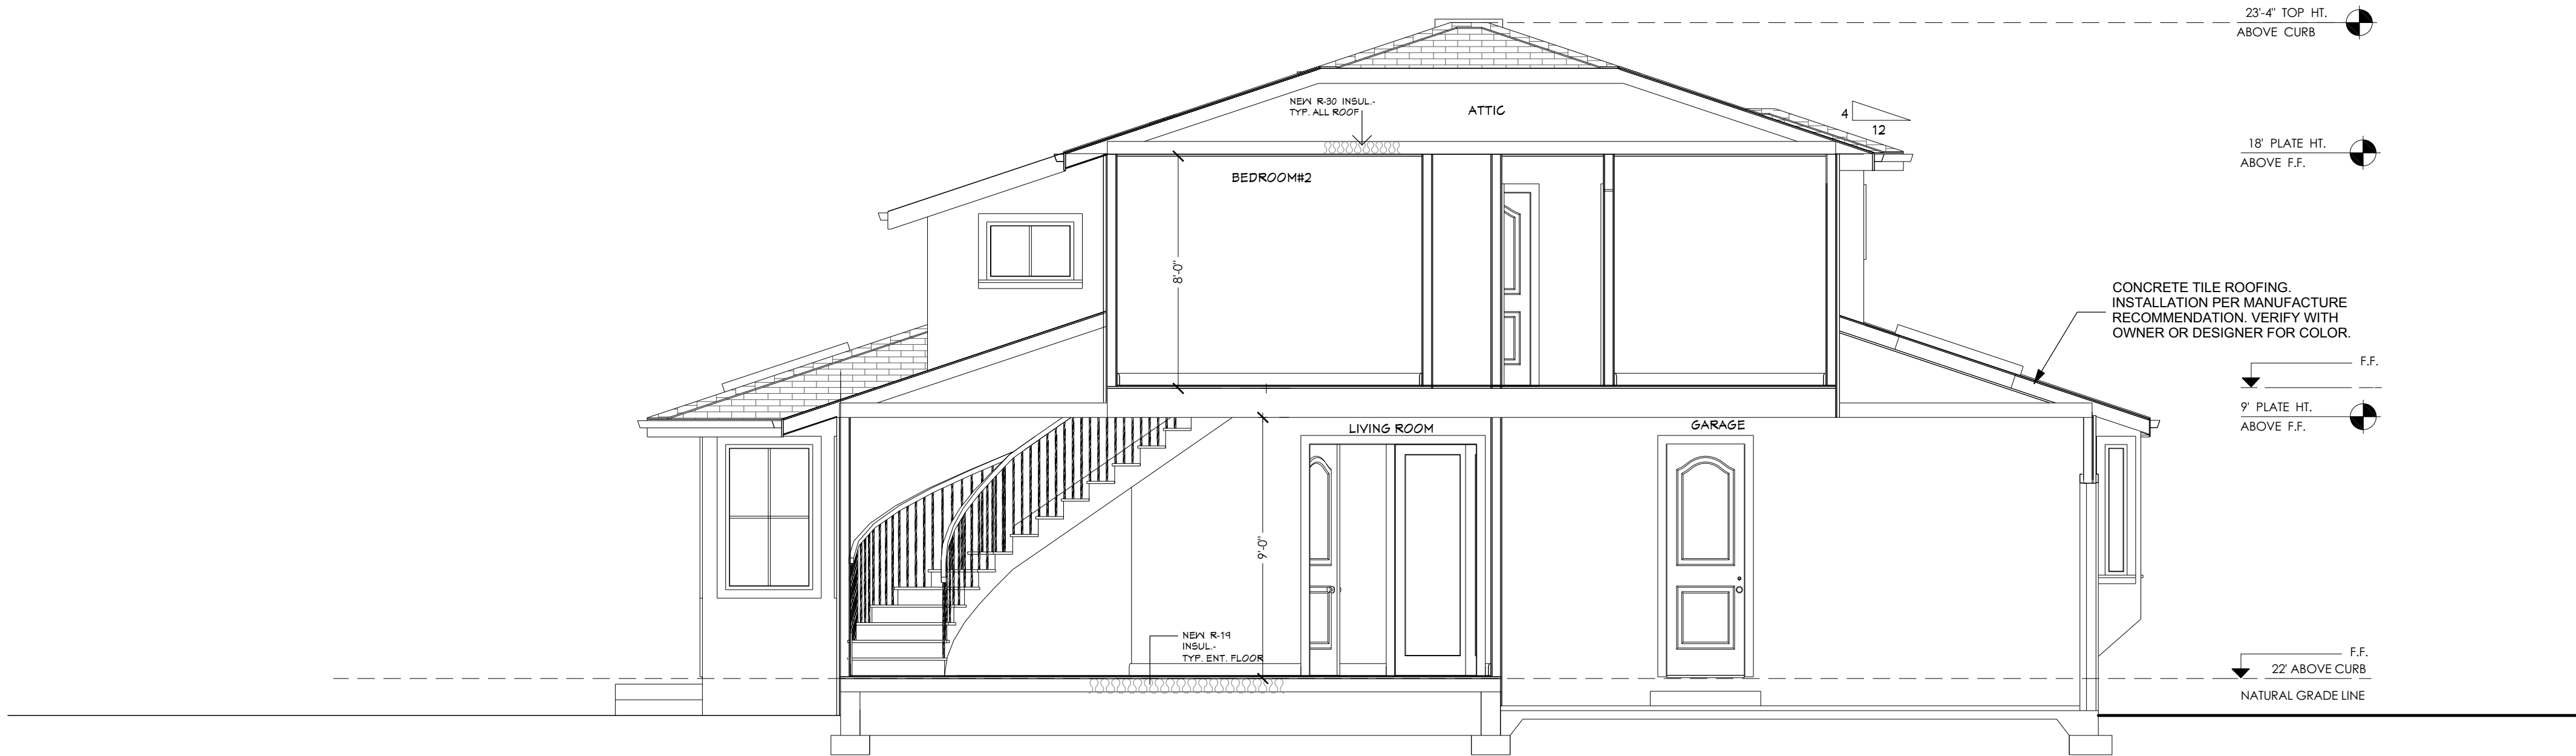 23'-4" TOP HT.
ABOVE CURB
NEW R-30 INSUL.-
TYP. ALL ROOF
ATTIC
4
12
18' PLATE HT.
ABOVE F.F.
BEDROOM#2
8'-0"
CONCRETE TILE ROOFING.
INSTALLATION PER MANUFACTURE
RECOMMENDATION. VERIFY WITH
OWNER OR DESIGNER FOR COLOR.
F.F.
9' PLATE HT.
ABOVE F.F.
LIVING ROOM
GARAGE
9'-0"
NEW R-19
INSUL.-
TYP. ENT. FLOOR
F.F.
22' ABOVE CURB
NATURAL GRADE LINE